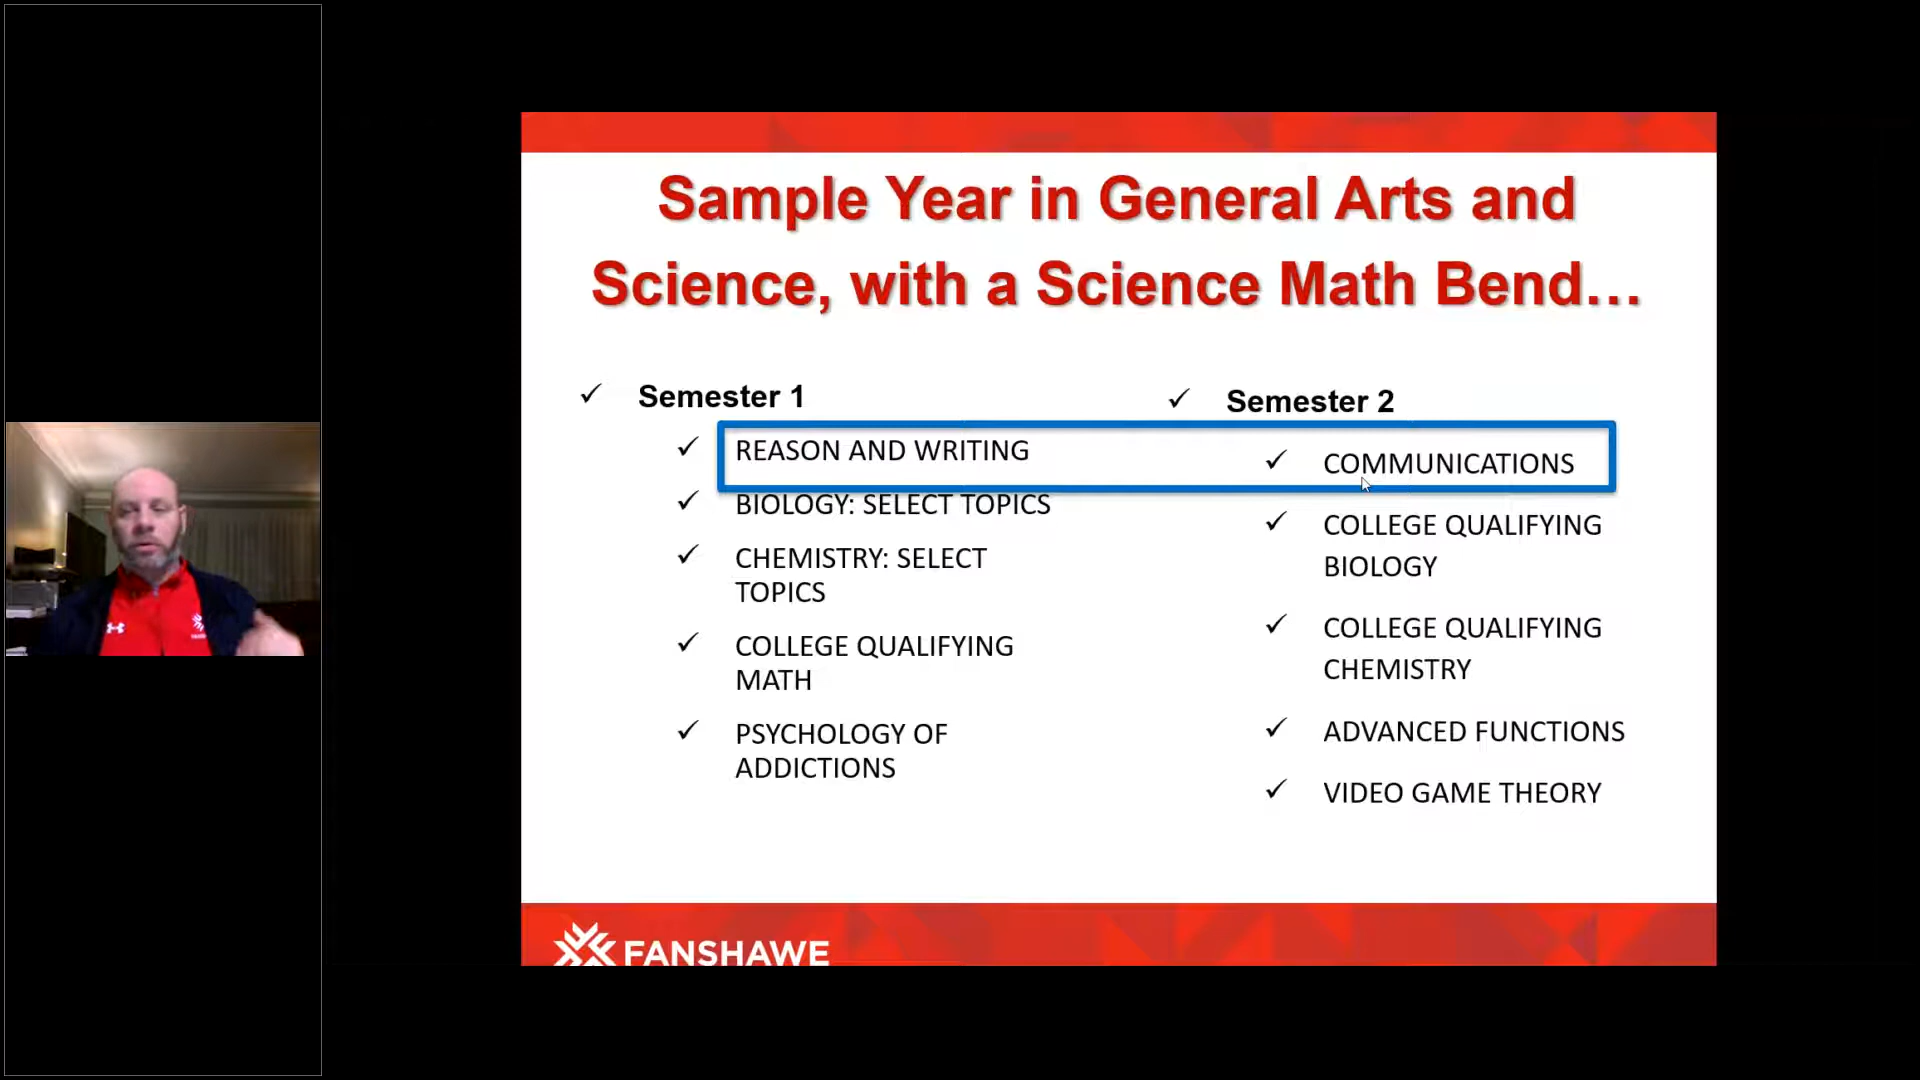 Sample Year in General Arts and
Science, with a Science Math Bend…
Semester 1
REASON AND WRITING
BIOLOGY: SELECT TOPICS
CHEMISTRY: SELECT
TOPICS
COLLEGE QUALIFYING
MATH
PSYCHOLOGY OF
ADDICTIONS
Semester 2
COMMUNICATIONS
COLLEGE QUALIFYING
BIOLOGY
COLLEGE QUALIFYING
CHEMISTRY
ADVANCED FUNCTIONS
VIDEO GAME THEORY
FANSHAWE